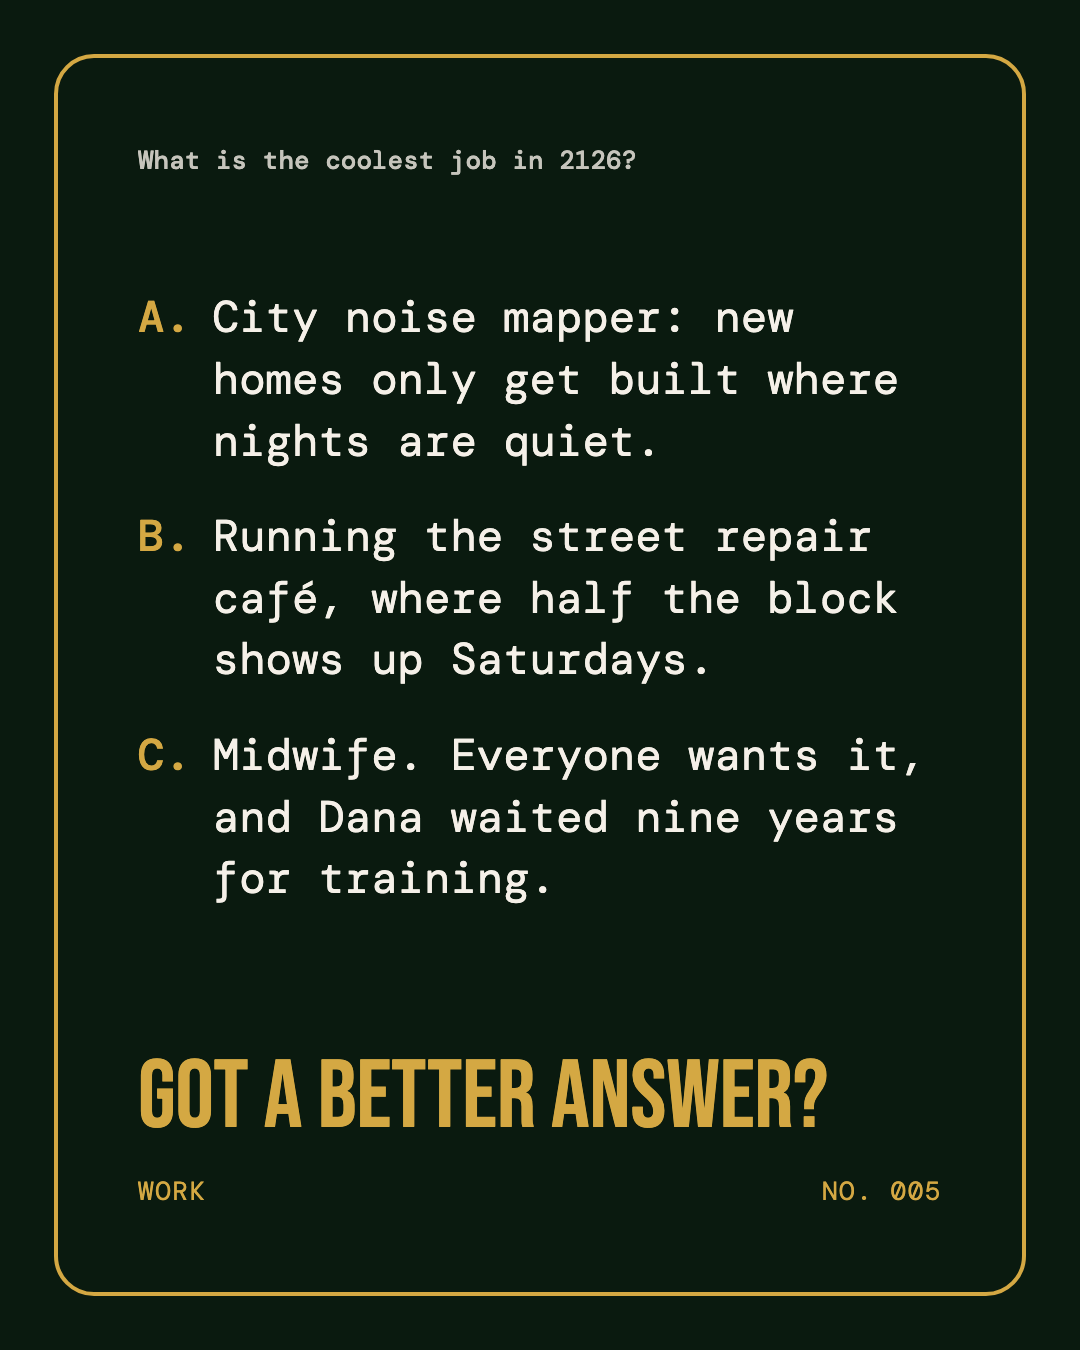 What is the coolest job in 2126?
A. City noise mapper: new
homes only get built where
nights are quiet.
B. Running the street repair
café, where half the block
shows up Saturdays.
C. Midwife. Everyone wants it,
and Dana waited nine years
for training.
GOT A BETTER ANSWER?
WORK
NO. 005